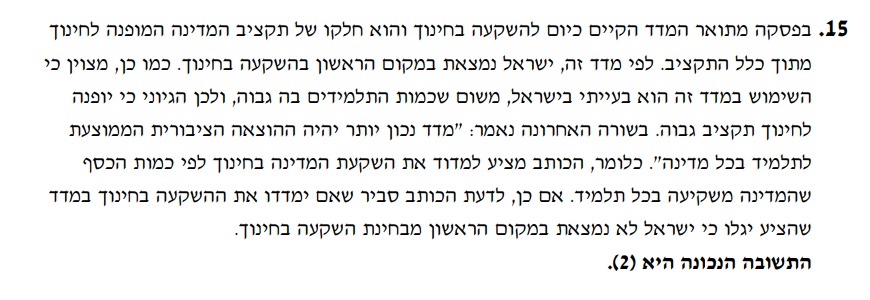 15. בפסקה מתואר המדד הקיים כיום להשקעה בחינוך והוא חלקו של תקציב המדינה המופנה לחינוך
מתוך כלל התקציב. לפי מדד זה, ישראל נמצאת במקום הראשון בהשקעה בחינוך. כמו כן, מצוין כי
השימוש במדד זה הוא בעייתי בישראל, משום שכמות התלמידים בה גבוה, ולכן הגיוני כי יופנה
לחינוך תקציב גבוה. בשורה האחרונה נאמר: "מדד נכון יותר יהיה ההוצאה הציבורית הממוצעת
לתלמיד בכל מדינה". כלומר, הכותב מציע למדוד את השקעת המדינה בחינוך לפי כמות הכסף
שהמדינה משקיעה בכל תלמיד. אם כן, לדעת הכותב סביר שאם ימדדו את ההשקעה בחינוך במדד
שהציע יגלו כי ישראל לא נמצאת במקום הראשון מבחינת השקעה בחינוך.
התשובה הנכונה היא (2).